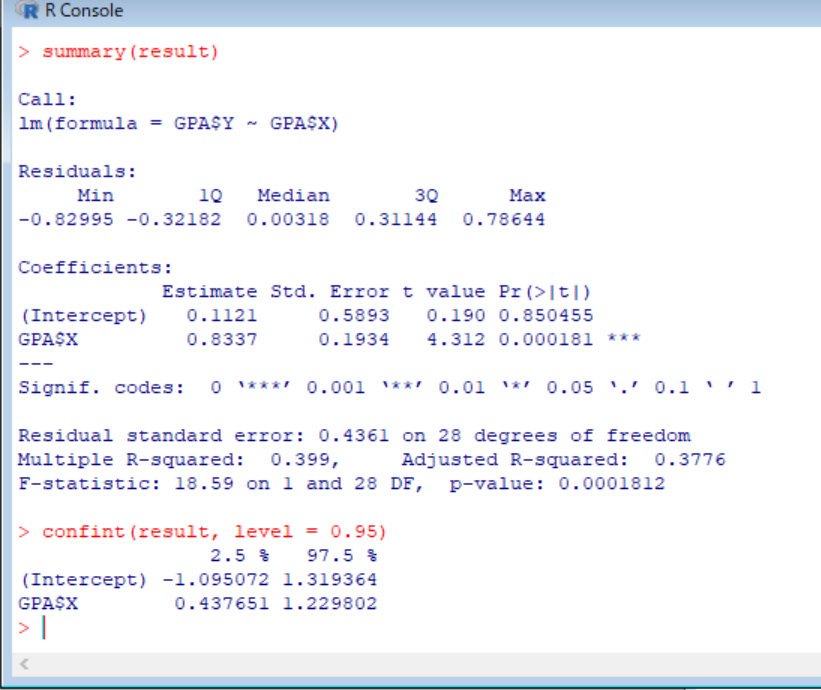 R R Console
> summary(result)
Call:
lm(formula = GPA$Y ~ GPA$X)
Residuals:
     Min       1Q   Median       3Q      Max
-0.82995 -0.32182  0.00318  0.31144  0.78644
Coefficients:
            Estimate Std. Error t value Pr(>|t|)
(Intercept)   0.1121     0.5893   0.190 0.850455
GPA$X         0.8337     0.1934   4.312 0.000181 ***
---
Signif. codes:  0 ‘***’ 0.001 ‘**’ 0.01 ‘*’ 0.05 ‘.’ 0.1 ‘ ’ 1
Residual standard error: 0.4361 on 28 degrees of freedom
Multiple R-squared:  0.399,     Adjusted R-squared:  0.3776
F-statistic: 18.59 on 1 and 28 DF,  p-value: 0.0001812
> confint(result, level = 0.95)
                2.5 %   97.5 %
(Intercept) -1.095072 1.319364
GPA$X        0.437651 1.229802
>